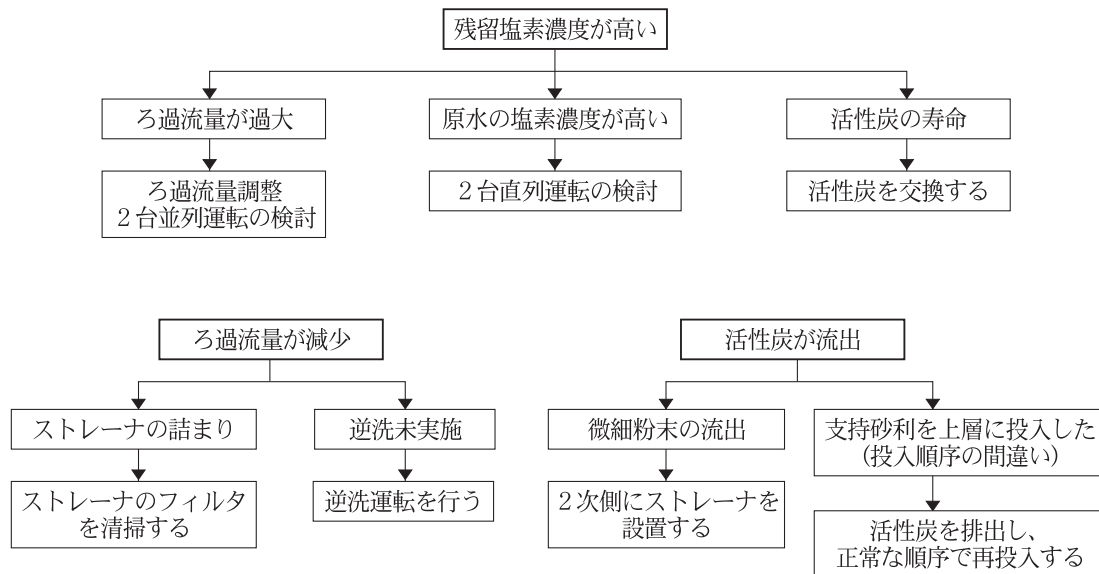 残留塩素濃度が高い
ろ過流量が過大
原水の塩素濃度が高い
活性炭の寿命
ろ過流量調整
２台並列運転の検討
２台直列運転の検討
活性炭を交換する
ろ過流量が減少
活性炭が流出
ストレーナの詰まり
逆洗未実施
微細粉末の流出
支持砂利を上層に投入した
（投入順序の間違い）
ストレーナのフィルタ
を清掃する
逆洗運転を行う
２次側にストレーナを
設置する
活性炭を排出し、
正常な順序で再投入する